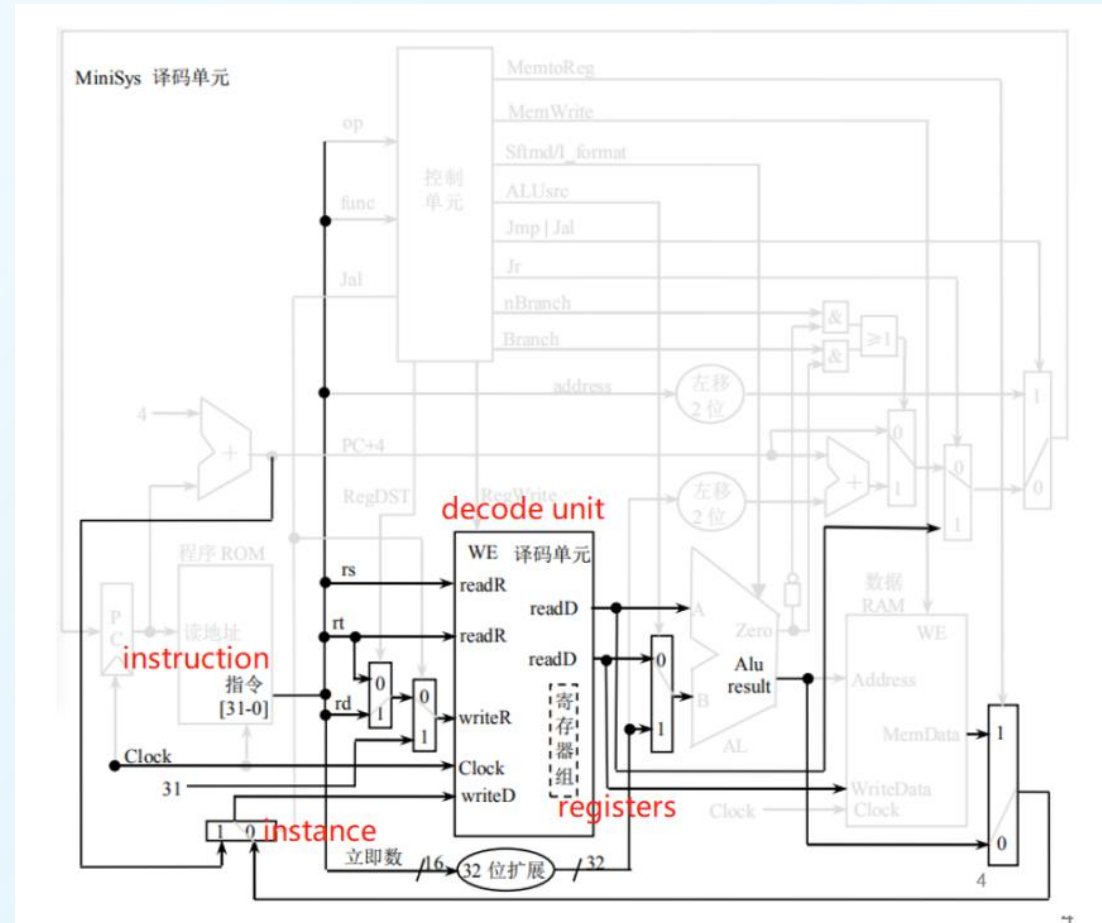 MiniSys 译码单元
op
func
Jal
控制
单元
MemtoReg
MemWrite
Sftmd/I_format
ALUsrc
Jmp | Jal
Jr
nBranch
Branch
&
&
≥1
address
左移
2 位
1
0
4
+
PC+4
0
1
0
1
+
RegDST
RegWrite
左移
2 位
decode unit
程序 ROM
PC
读地址
instruction
指令
[31-0]
rs
rt
rd
0
1
0
1
WE 译码单元
readR
readR
writeR
Clock
writeD
readD
readD
寄存器组
registers
0
1
A
B
Zero
Alu
result
AL
数据
RAM
WE
Address
MemData
WriteData
Clock
Clock
1
0
Clock
31
1 0
instance
立即数
16
32 位扩展
32
4